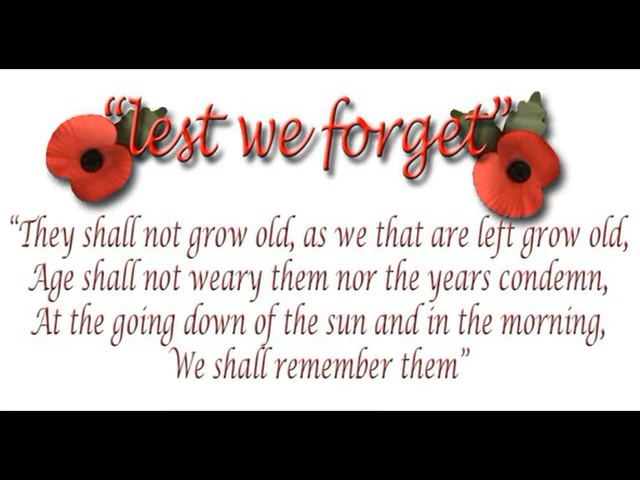 “lest we forget”
“They shall not grow old, as we that are left grow old,
Age shall not weary them nor the years condemn,
At the going down of the sun and in the morning,
We shall remember them”